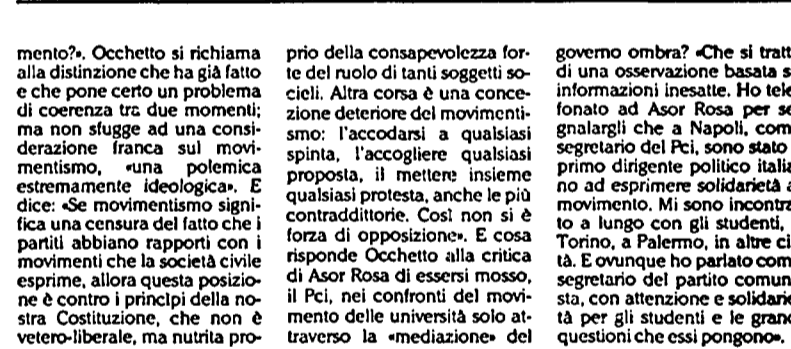 mento?». Occhetto si richiama
alla distinzione che ha già fatto
e che pone certo un problema
di coerenza tra due momenti;
ma non sfugge ad una consi-
derazione franca sul movi-
mentismo, «una polemica
estremamente ideologica». E
dice: «Se movimentismo signi-
fica una censura del fatto che i
partiti abbiano rapporti con i
movimenti che la società civile
esprime, allora questa posizio-
ne è contro i principi della no-
stra Costituzione, che non è
vetero-liberale, ma nutrita pro-
prio della consapevolezza for-
te del ruolo di tanti soggetti so-
cieli. Altra corsa è una conce-
zione deteriore del movimenti-
smo: l'accodarsi a qualsiasi
spinta, l'accogliere qualsiasi
proposta, il mettere insieme
qualsiasi protesta, anche le più
contraddittorie. Così non si è
forza di opposizione». E cosa
risponde Occhetto alla critica
di Asor Rosa di essersi mosso,
il Pci, nei confronti del movi-
mento delle università solo at-
traverso la «mediazione» del
governo ombra? «Che si tratt
di una osservazione basata s
informazioni inesatte. Ho tele
fonato ad Asor Rosa per se
gnalargli che a Napoli, com
segretario del Pci, sono stato
primo dirigente politico italia
no ad esprimere solidarietà a
movimento. Mi sono incontra
to a lungo con gli studenti,
Torino, a Palermo, in altre ci
tà. E ovunque ho parlato com
segretario del partito comun
sta, con attenzione e solidarie
tà per gli studenti e le grand
questioni che essi pongono».